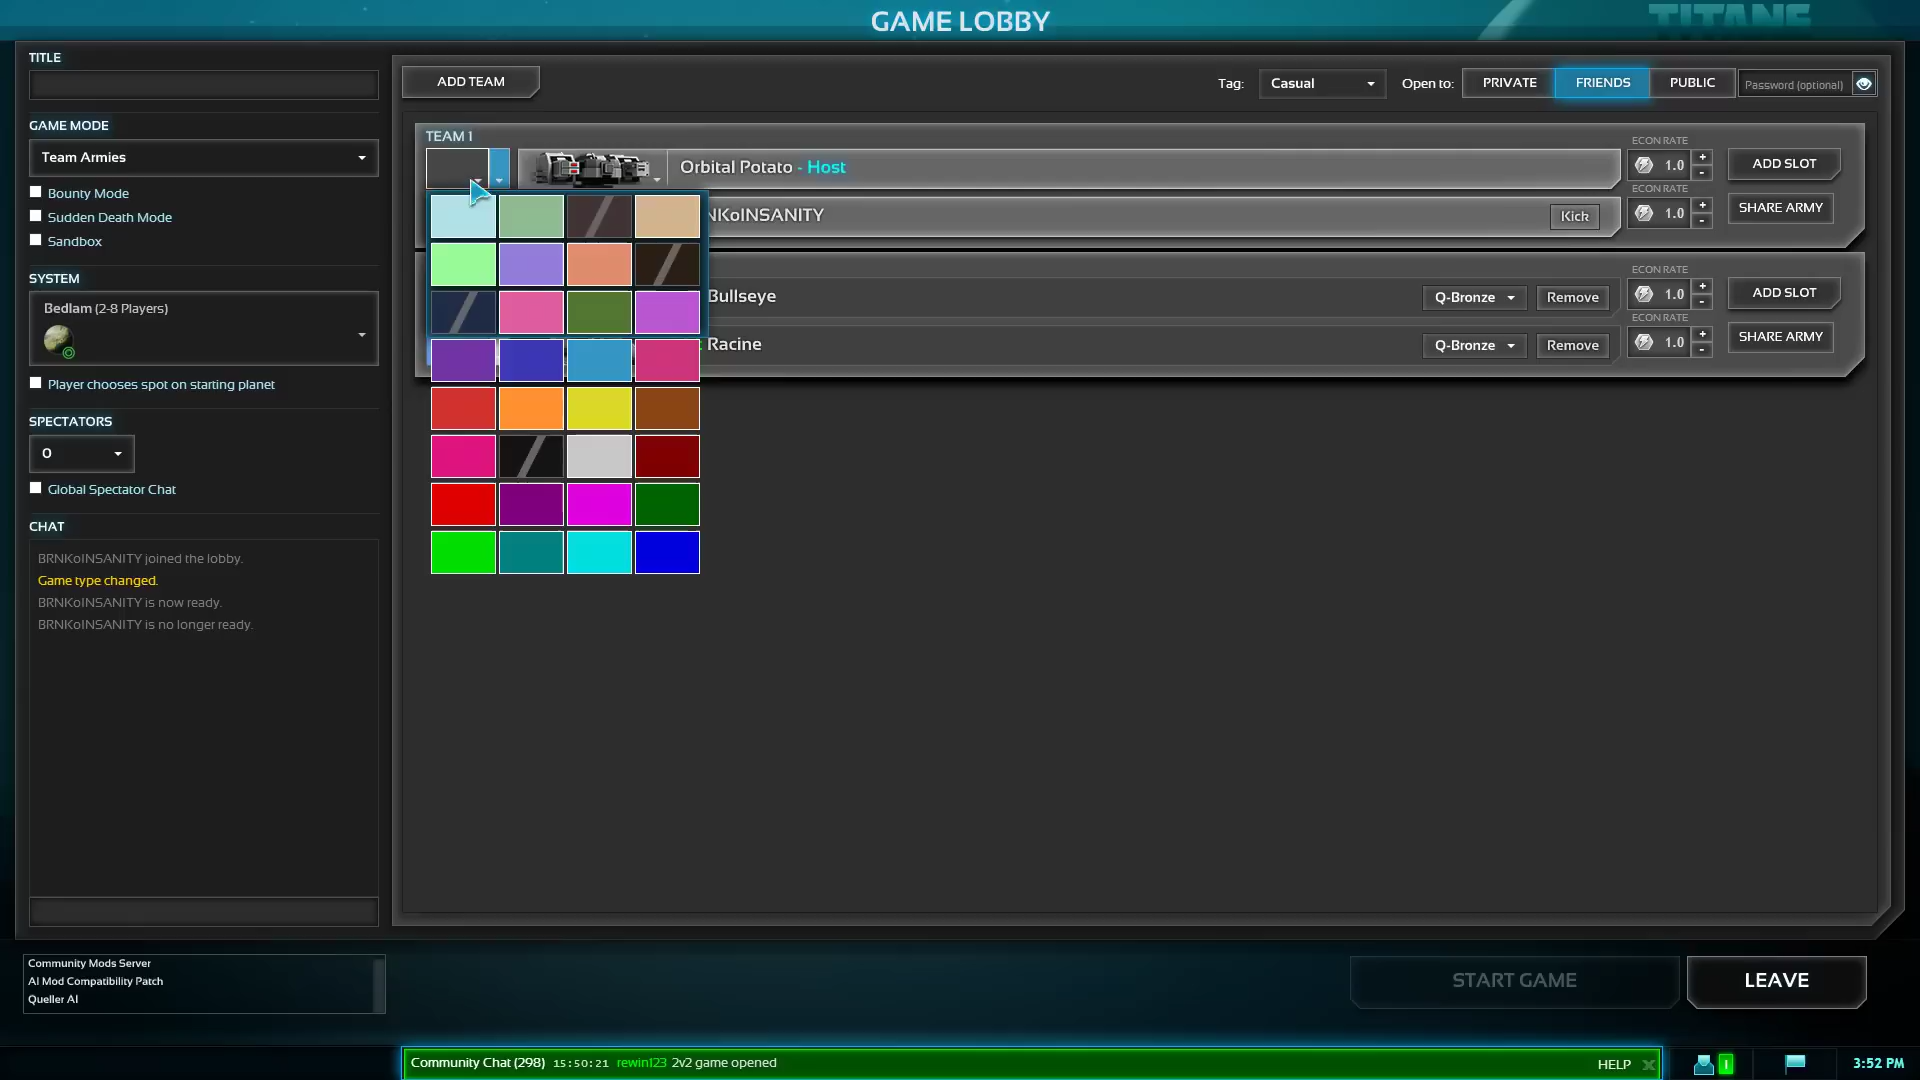 GAME LOBBY
TITANS
TITLE
GAME MODE
Team Armies
Bounty Mode
Sudden Death Mode
Sandbox
SYSTEM
Bedlam (2-8 Players)
Player chooses spot on starting planet
SPECTATORS
0
Global Spectator Chat
CHAT
BRNKoINSANITY joined the lobby.
Game type changed.
BRNKoINSANITY is now ready.
BRNKoINSANITY is no longer ready.
ADD TEAM
Tag:
Casual
Open to:
PRIVATE
FRIENDS
PUBLIC
Password (optional)
TEAM 1
Orbital Potato - Host
ECON RATE
1.0
+
-
ADD SLOT
NKoINSANITY
Kick
ECON RATE
1.0
+
-
SHARE ARMY
Bullseye
Q-Bronze
Remove
ECON RATE
1.0
+
-
ADD SLOT
Racine
Q-Bronze
Remove
ECON RATE
1.0
+
-
SHARE ARMY
Community Mods Server
AI Mod Compatibility Patch
Queller AI
START GAME
LEAVE
Community Chat (298) 15:50:21 rewin123 2v2 game opened
HELP X
1
3:52 PM